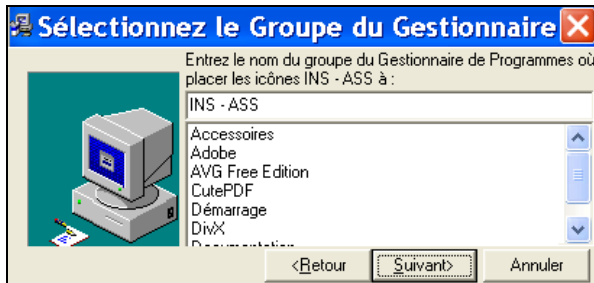 Sélectionnez le Groupe du Gestionnaire
Entrez le nom du groupe du Gestionnaire de Programmes où
placer les icônes INS - ASS à :
INS - ASS
Accessoires
Adobe
AVG Free Edition
CutePDF
Démarrage
DivX
Documentation
<Retour
Suivant>
Annuler